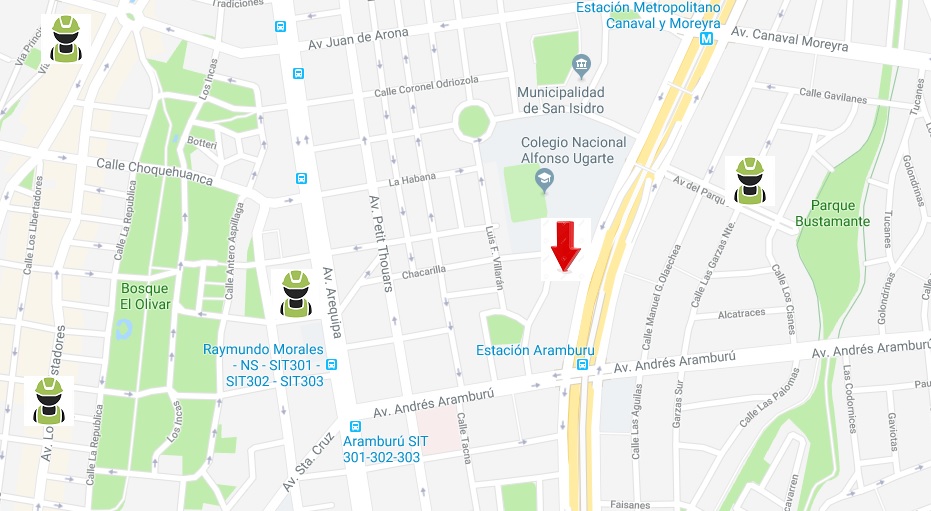 Tradiciones
Estación Metropolitano
Canaval y Moreyra
M
Av. Canaval Moreyra
Av Juan de Arona
Vía Princi
Calle Coronel Odriozola
Los Incas
Municipalidad
de San Isidro
Calle Gavilanes
Tucanes
Botteri
Colegio Nacional
Alfonso Ugarte
Calle Choquehuanca
La Habana
Av del Parqu
Golondrinas
Calle Los Libertadores
Calle La Republica
Calle Antero Aspíllaga
Av. Petit Thouars
Luis F. Villarán
Parque
Bustamante
Tucanes
Chacarilla
Av. Arequipa
Calle Manuel G.Olaechea
Calle Las Garzas Nte.
Calle Los Cisnes
Golondrinas
Bosque
El Olivar
Alcatraces
Raymundo Morales
- NS - SIT301 -
SIT302 - SIT303
Estación Aramburu
Av. Andrés Aramburú
Av. Andrés Aramburú
Av. Lo
stadores
Av. Andrés Aramburú
Calle La Republica
Los Incas
Calle Las Aguilas
Garzas Sur
Calle Las Palomas
Las Codornices
Gaviotas
Aramburú SIT
301-302-303
Av. Sta. Cruz
Calle Tacna
Faisanes